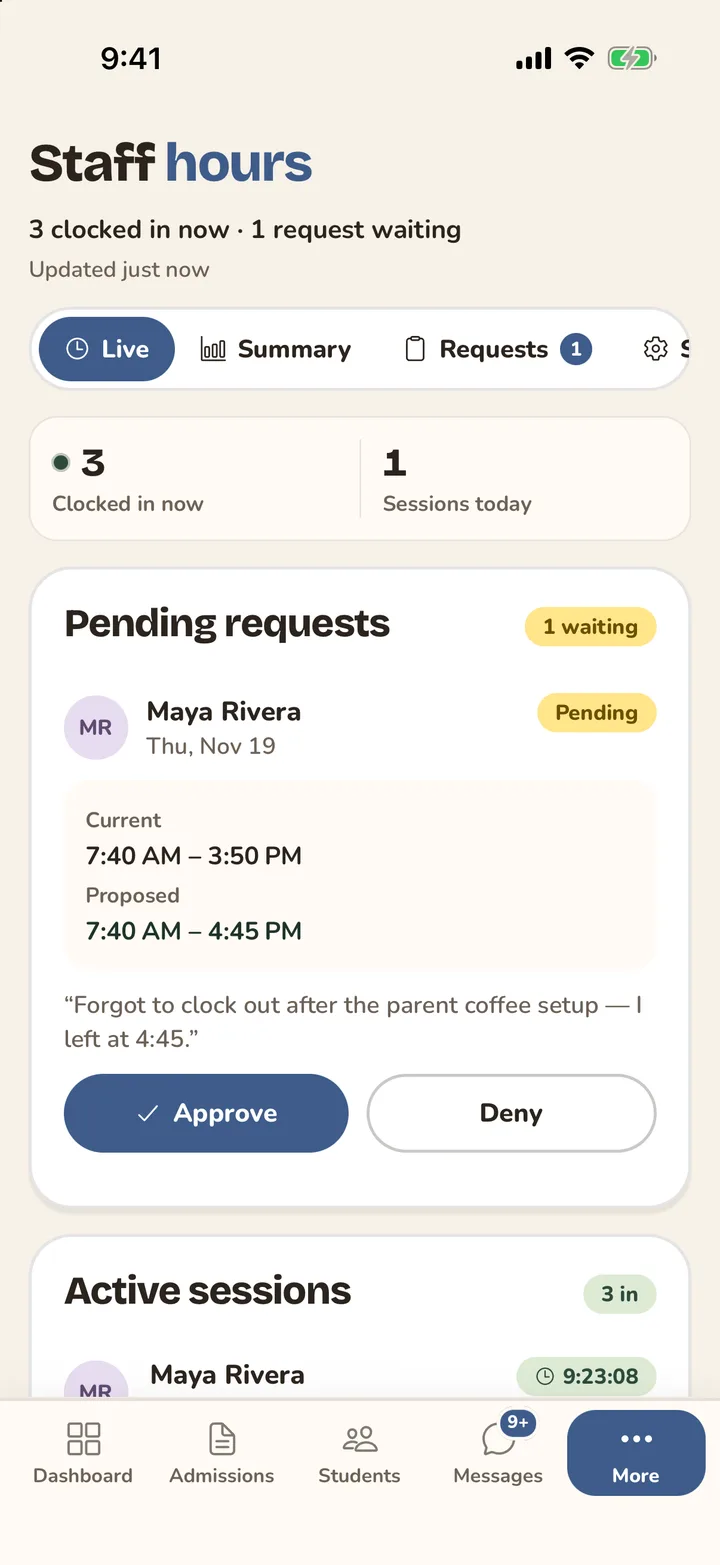 9:41
Staff hours
3 clocked in now · 1 request waiting
Updated just now
Live
Summary
Requests 1
3
Clocked in now
1
Sessions today
Pending requests
1 waiting
MR
Maya Rivera
Pending
Thu, Nov 19
Current
7:40 AM – 3:50 PM
Proposed
7:40 AM – 4:45 PM
“Forgot to clock out after the parent coffee setup — I
left at 4:45.”
Approve
Deny
Active sessions
3 in
MR
Maya Rivera
9:23:08
9+
Dashboard
Admissions
Students
Messages
More